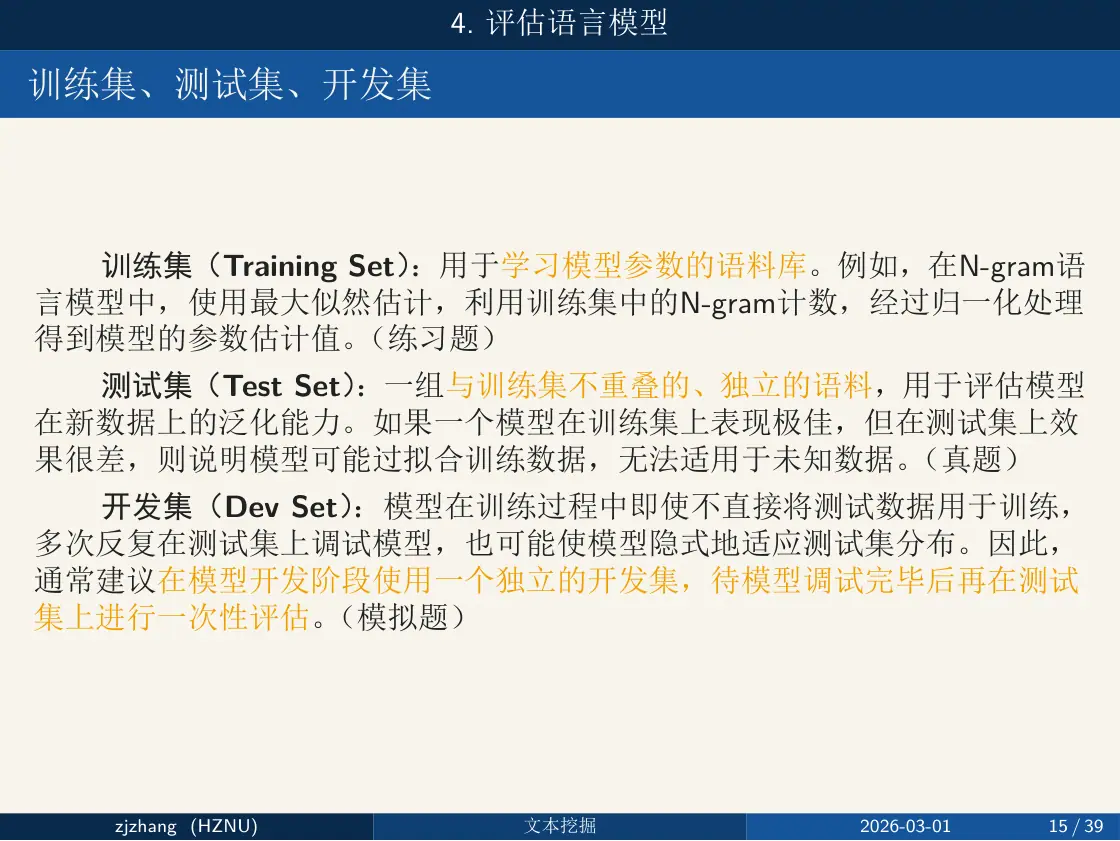 4. 评估语言模型
训练集、测试集、开发集
训练集（Training Set）：用于学习模型参数的语料库。例如，在N-gram语
言模型中，使用最大似然估计，利用训练集中的N-gram计数，经过归一化处理
得到模型的参数估计值。（练习题）
测试集（Test Set）：一组与训练集不重叠的、独立的语料，用于评估模型
在新数据上的泛化能力。如果一个模型在训练集上表现极佳，但在测试集上效
果很差，则说明模型可能过拟合训练数据，无法适用于未知数据。（真题）
开发集（Dev Set）：模型在训练过程中即使不直接将测试数据用于训练，
多次反复在测试集上调试模型，也可能使模型隐式地适应测试集分布。因此，
通常建议在模型开发阶段使用一个独立的开发集，待模型调试完毕后再在测试
集上进行一次性评估。（模拟题）
zjzhang (HZNU) 文本挖掘 2026-03-01 15 / 39